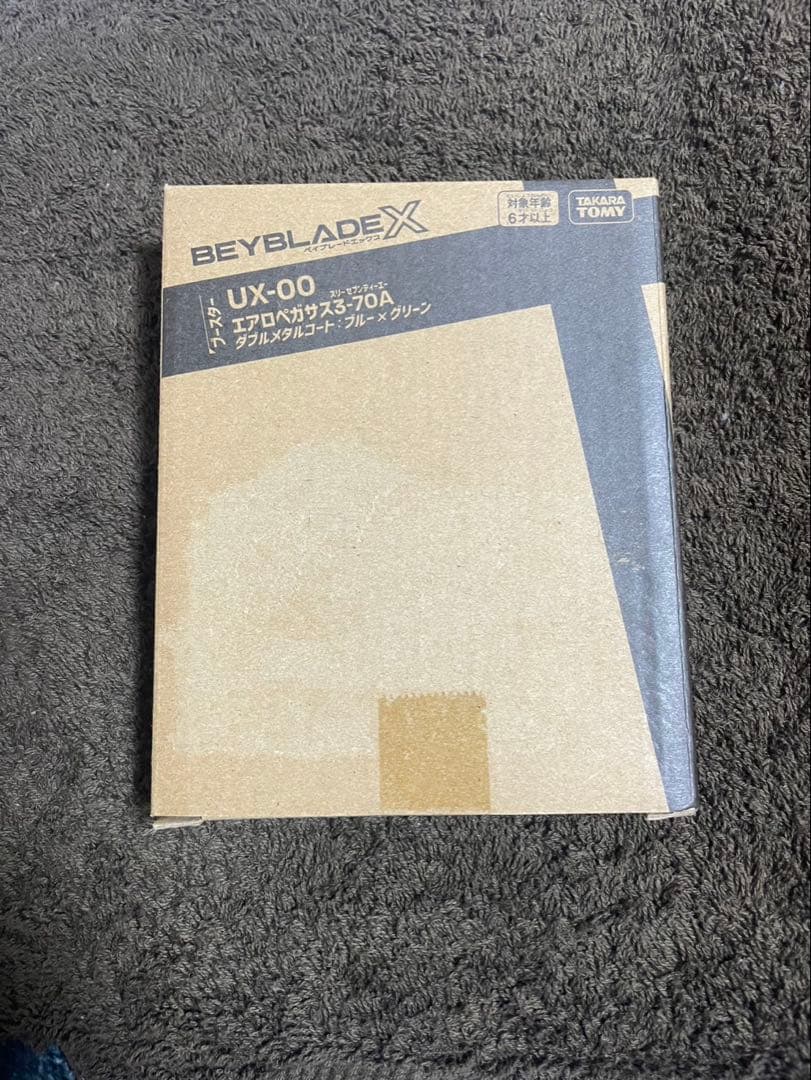 BEYBLADE X
ベイブレードエックス
対象年齢
6才以上
TAKARA
TOMY
ブースター
UX-00
スリーセブンティーエー
エアロペガサス3-70A
ダブルメタルコート：ブルー×グリーン